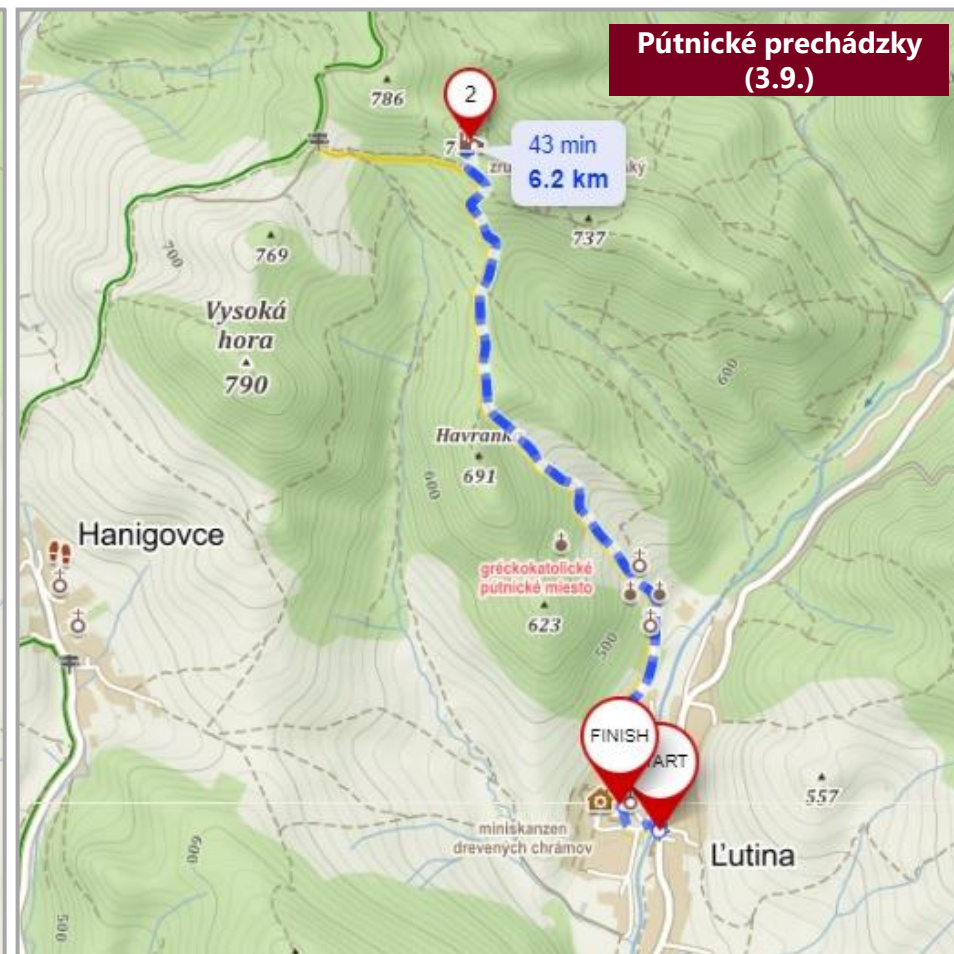 Pútnické prechádzky
(3.9.)
786
2
43 min
6.2 km
737
700
769
Vysoká
hora
790
600
691
600
Hanigovce
gréckokatolícke
pútnické miesto
623
500
FINISH
557
miniskanzen
drevených chrámov
Ľutina
600
500